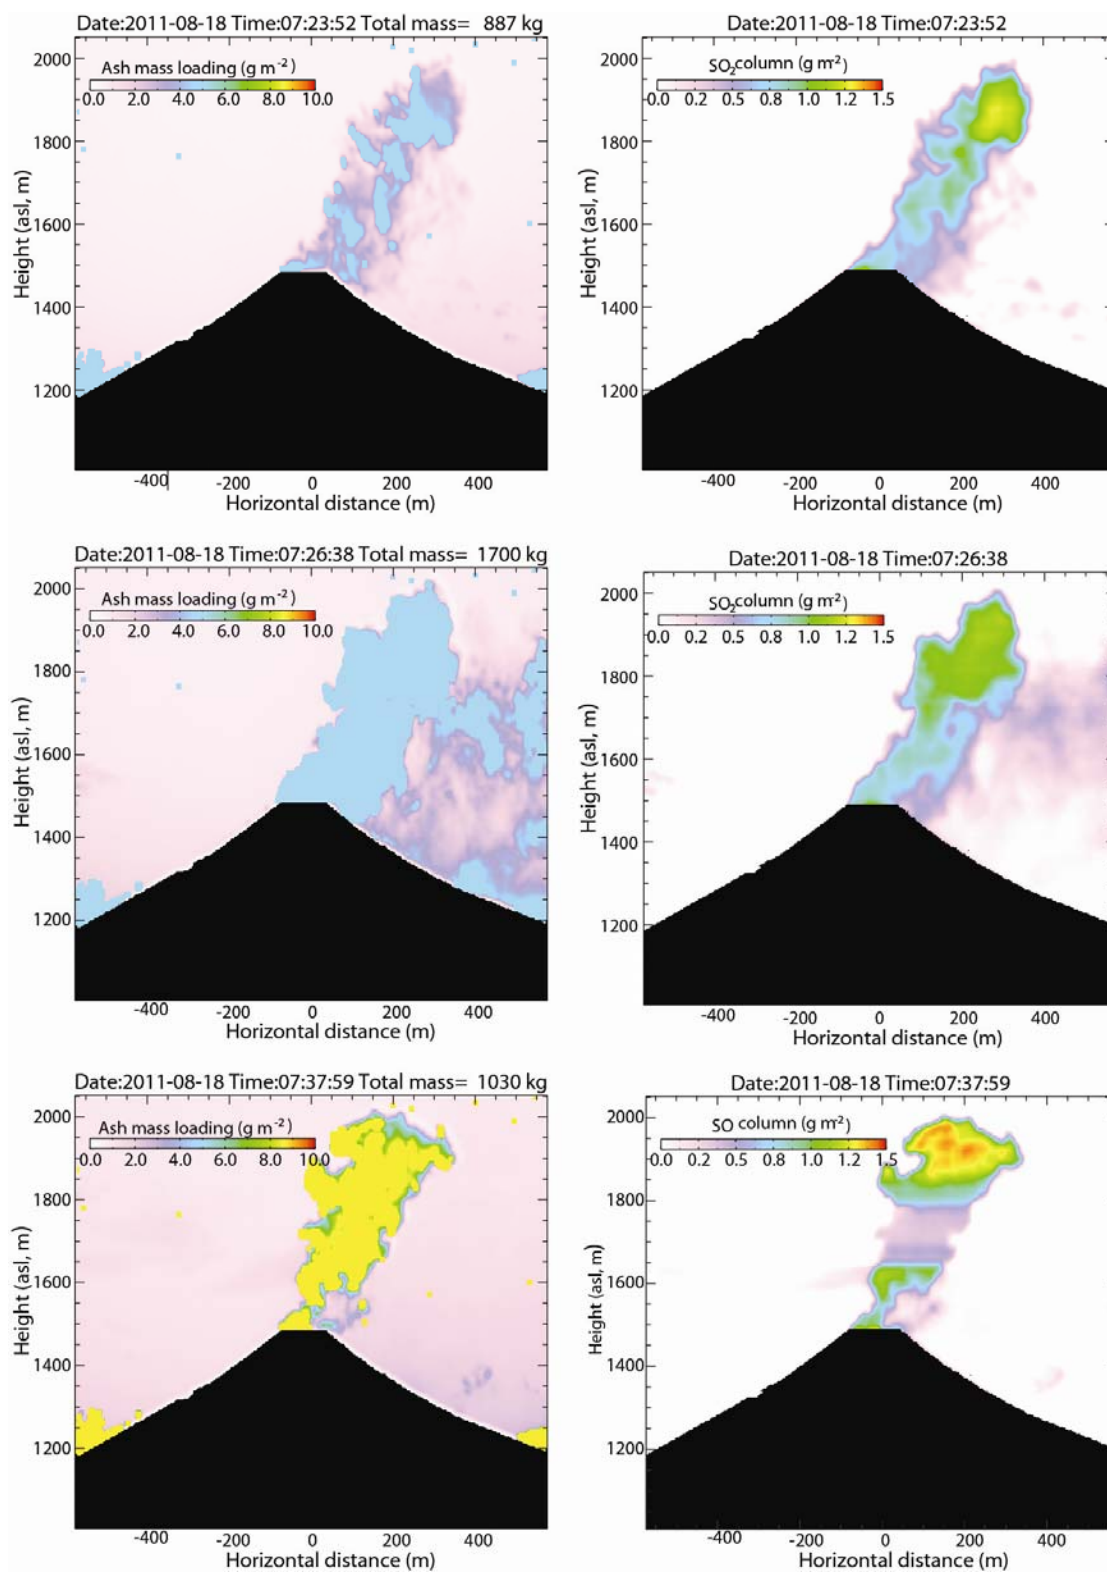 Date:2011-08-18 Time:07:23:52 Total mass= 887 kg
Ash mass loading (g m-2)
0.0 2.0 4.0 6.0 8.0 10.0
2000
1800
1600
1400
1200
Height (asl, m)
-400 -200 0 200 400
Horizontal distance (m)
Date:2011-08-18 Time:07:23:52
SO2 column (g m2)
0.0 0.2 0.5 0.8 1.0 1.2 1.5
2000
1800
1600
1400
1200
Height (asl, m)
-400 -200 0 200 400
Horizontal distance (m)
Date:2011-08-18 Time:07:26:38 Total mass= 1700 kg
Ash mass loading (g m-2)
0.0 2.0 4.0 6.0 8.0 10.0
2000
1800
1600
1400
1200
Height (asl, m)
-400 -200 0 200 400
Horizontal distance (m)
Date:2011-08-18 Time:07:26:38
SO2 column (g m2)
0.0 0.2 0.5 0.8 1.0 1.2 1.5
2000
1800
1600
1400
1200
Height (asl, m)
-400 -200 0 200 400
Horizontal distance (m)
Date:2011-08-18 Time:07:37:59 Total mass= 1030 kg
Ash mass loading (g m-2)
0.0 2.0 4.0 6.0 8.0 10.0
2000
1800
1600
1400
1200
Height (asl, m)
-400 -200 0 200 400
Horizontal distance (m)
Date:2011-08-18 Time:07:37:59
SO column (g m2)
0.0 0.2 0.5 0.8 1.0 1.2 1.5
2000
1800
1600
1400
1200
Height (asl, m)
-400 -200 0 200 400
Horizontal distance (m)